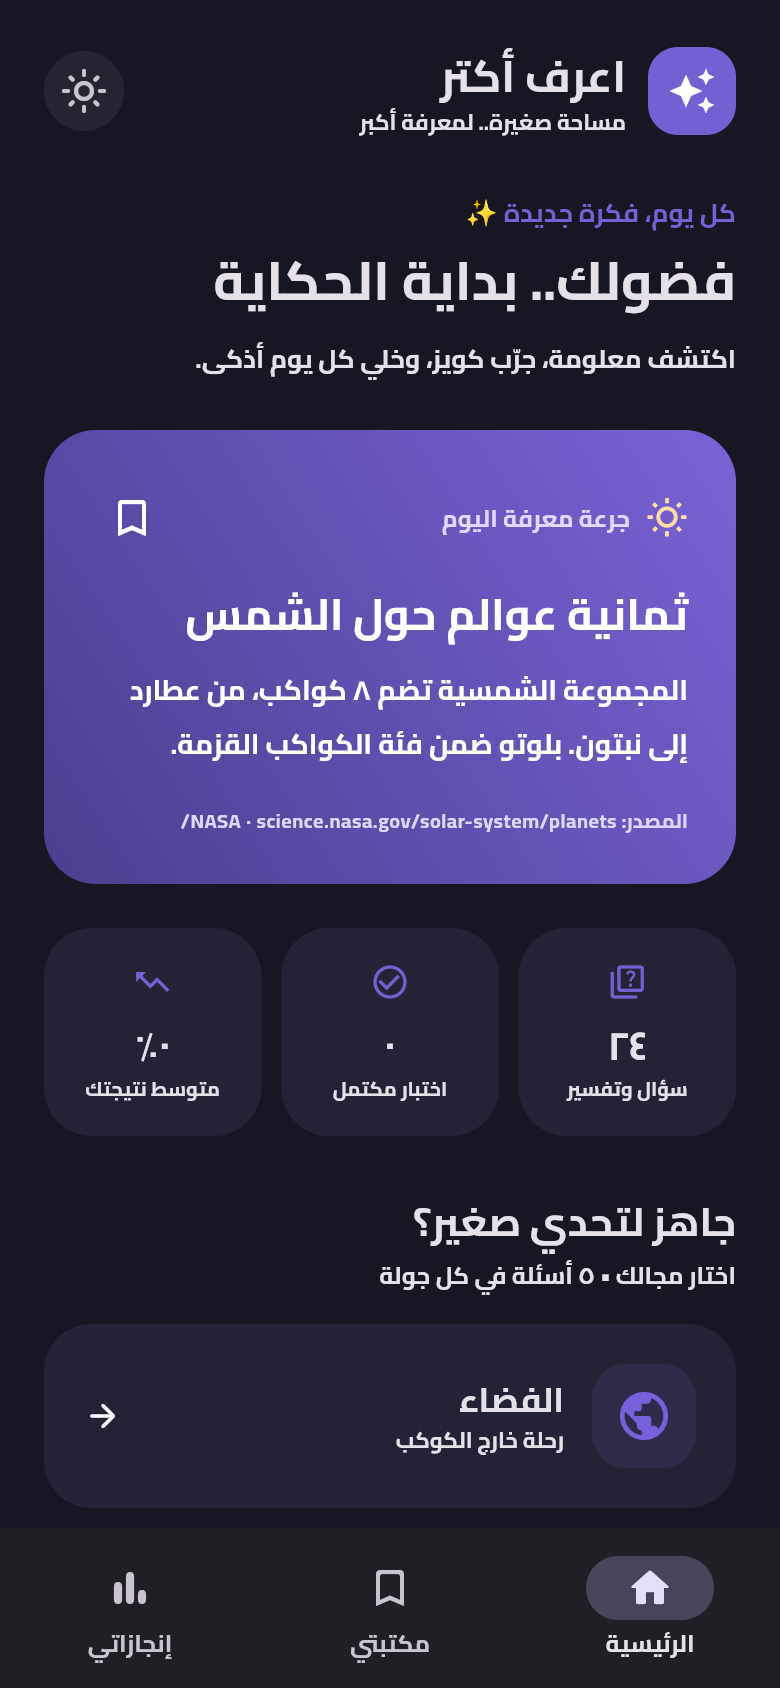 اعرف أكتر
مساحة صغيرة.. لمعرفة أكبر
كل يوم، فكرة جديدة ✨
فضولك.. بداية الحكاية
اكتشف معلومة، جرّب كويز، وخلي كل يوم أذكى.
جرعة معرفة اليوم
ثمانية عوالم حول الشمس
المجموعة الشمسية تضم ٨ كواكب، من عطارد
إلى نبتون. بلوتو ضمن فئة الكواكب القزمة.
المصدر: NASA · science.nasa.gov/solar-system/planets/
٢٤
سؤال وتفسير
٠
اختبار مكتمل
٠٪
متوسط نتيجتك
جاهز لتحدي صغير؟
اختار مجالك • ٥ أسئلة في كل جولة
الفضاء
رحلة خارج الكوكب
الرئيسية
مكتبتي
إنجازاتي